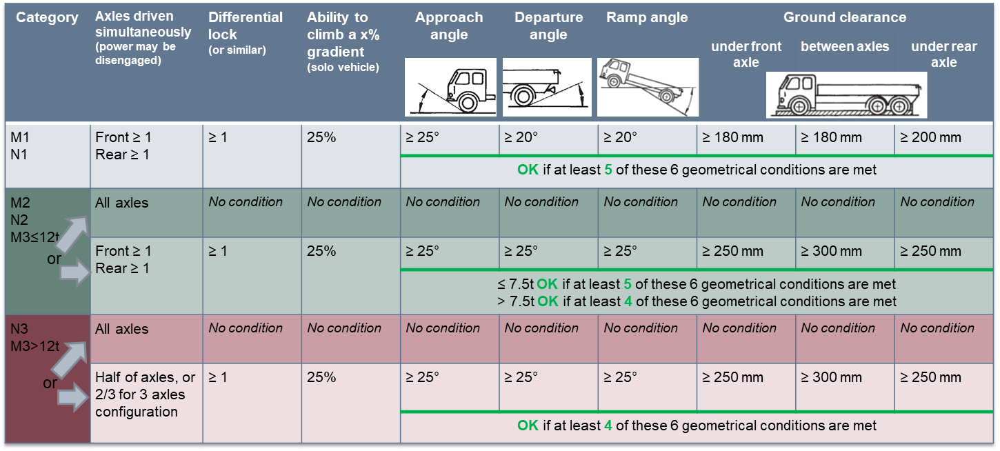 Category
Axles driven
simultaneously
(power may be
disengaged)
Differential
lock
(or similar)
Ability to
climb a x%
gradient
(solo vehicle)
Approach
angle
Departure
angle
Ramp angle
Ground clearance
under front
axle
between axles
under rear
axle
M1
N1
Front ≥ 1
Rear ≥ 1
≥ 1
25%
≥ 25°
≥ 20°
≥ 20°
≥ 180 mm
≥ 180 mm
≥ 200 mm
OK if at least 5 of these 6 geometrical conditions are met
M2
N2
M3≤12t
or
All axles
No condition
No condition
No condition
No condition
No condition
No condition
No condition
No condition
Front ≥ 1
Rear ≥ 1
≥ 1
25%
≥ 25°
≥ 25°
≥ 25°
≥ 250 mm
≥ 300 mm
≥ 250 mm
≤ 7.5t OK if at least 5 of these 6 geometrical conditions are met
> 7.5t OK if at least 4 of these 6 geometrical conditions are met
N3
M3>12t
or
All axles
No condition
No condition
No condition
No condition
No condition
No condition
No condition
No condition
Half of axles, or
2/3 for 3 axles
configuration
≥ 1
25%
≥ 25°
≥ 25°
≥ 25°
≥ 250 mm
≥ 300 mm
≥ 250 mm
OK if at least 4 of these 6 geometrical conditions are met